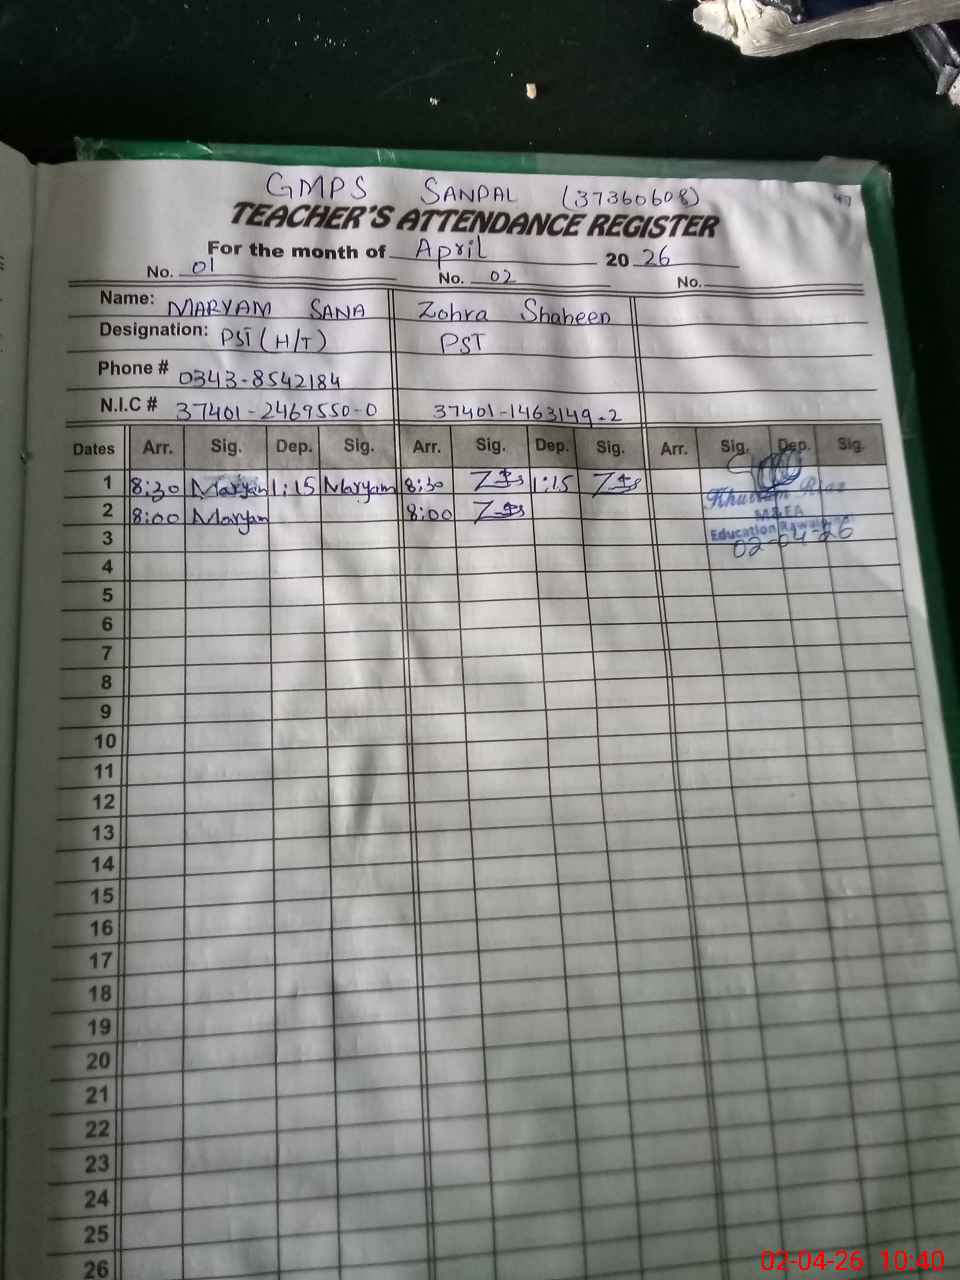 GMPS SANPAL (37360608)
47
TEACHER'S ATTENDANCE REGISTER
For the month of April 20 26
No. 01 No. 02 No.
Name: MARYAM SANA Zohra Shaheen
Designation: PST (H/T) PST
Phone # 0343-8542184
N.I.C # 37401-2469550-0 37401-1463149-2
Dates Arr. Sig. Dep. Sig. Arr. Sig. Dep. Sig. Arr. Sig. Dep. Sig.
1 8:30 Maryam 1:15 Maryam 8:30 1:15
2 8:00 Maryam 8:00
Khurram Riaz
M&EA
Education
3
02-04-26
4
5
6
7
8
9
10
11
12
13
14
15
16
17
18
19
20
21
22
23
24
25
26
02-04-26 10:40